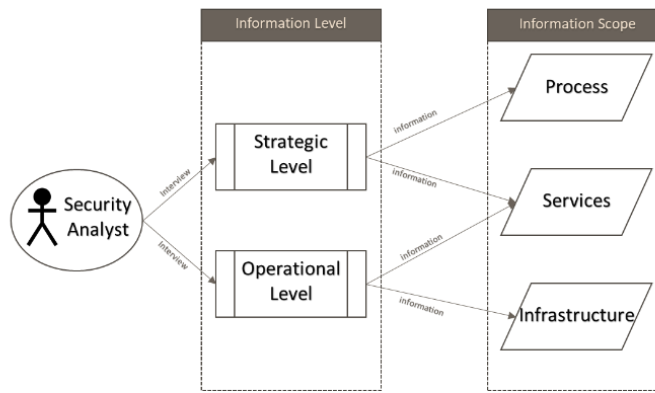 Information Level
Information Scope
Process
information
Strategic
Level
Interview
information
Security
Analyst
Services
Interview
information
Operational
Level
information
Infrastructure